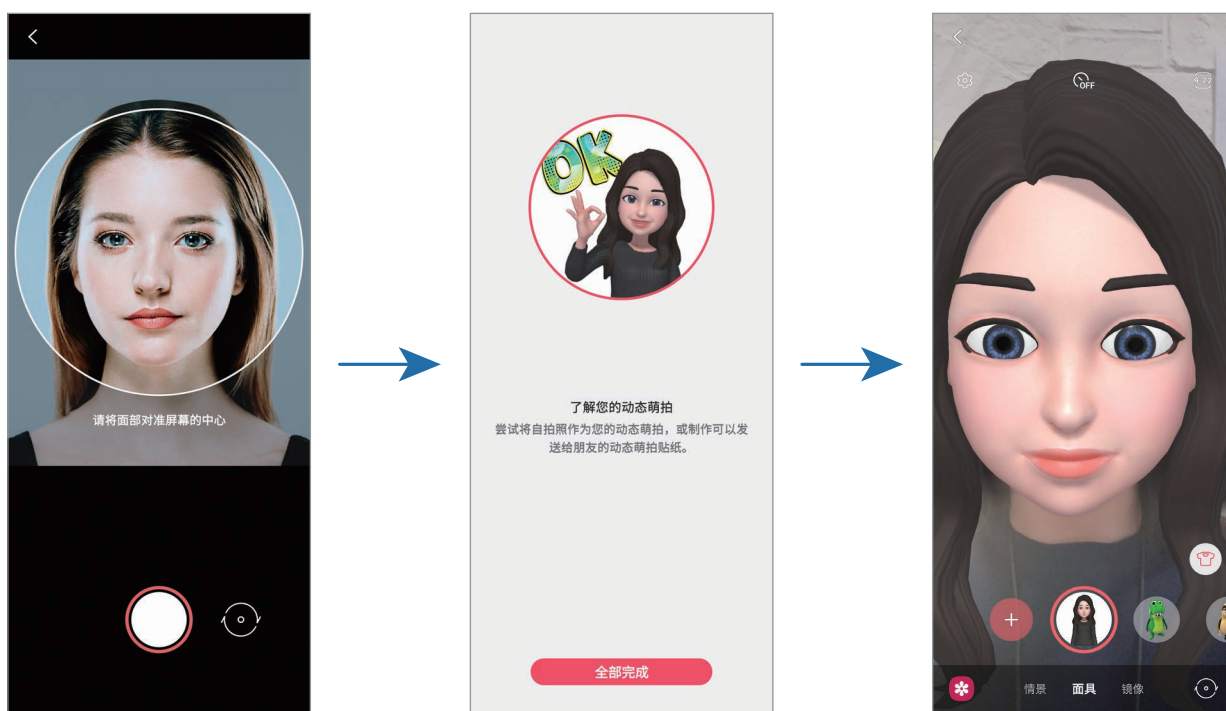 请将面部对准屏幕的中心
OK
了解您的动态萌拍
尝试将自拍照作为您的动态萌拍，或制作可以发
送给朋友的动态萌拍贴纸。
全部完成
OFF
9:22
情景 面具 镜像